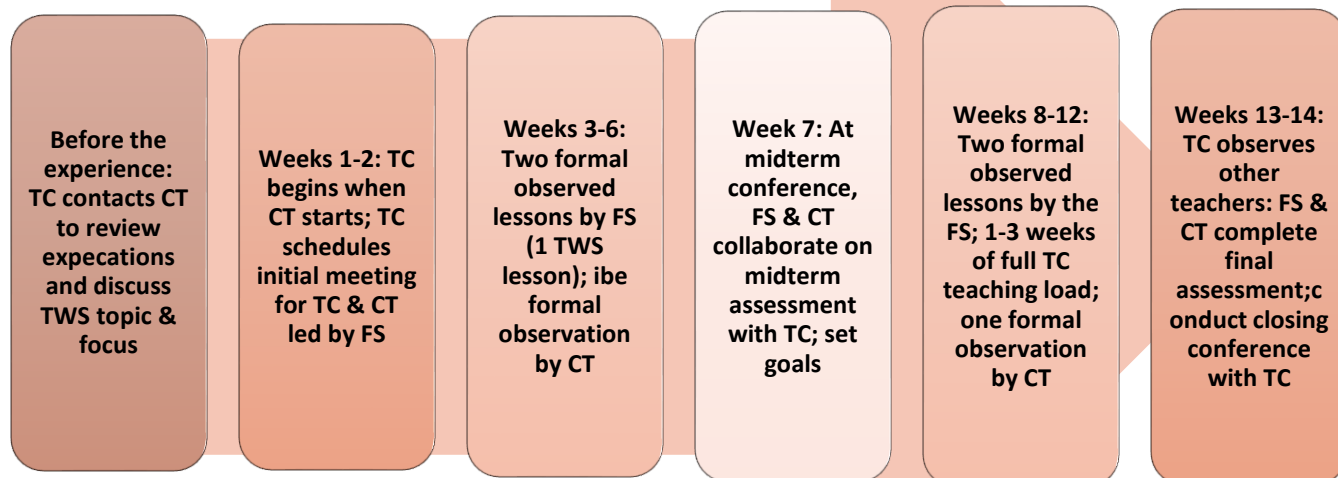 Before the
experience:
TC contacts CT
to review
expecations
and discuss
TWS topic &
focus
Weeks 1-2: TC
begins when
CT starts; TC
schedules
initial meeting
for TC & CT
led by FS
Weeks 3-6:
Two formal
observed
lessons by FS
(1 TWS
lesson); ibe
formal
observation
by CT
Week 7: At
midterm
conference,
FS & CT
collaborate on
midterm
assessment
with TC; set
goals
Weeks 8-12:
Two formal
observed
lessons by the
FS; 1-3 weeks
of full TC
teaching load;
one formal
observation
by CT
Weeks 13-14:
TC observes
other
teachers: FS &
CT complete
final
assessment;c
onduct closing
conference
with TC